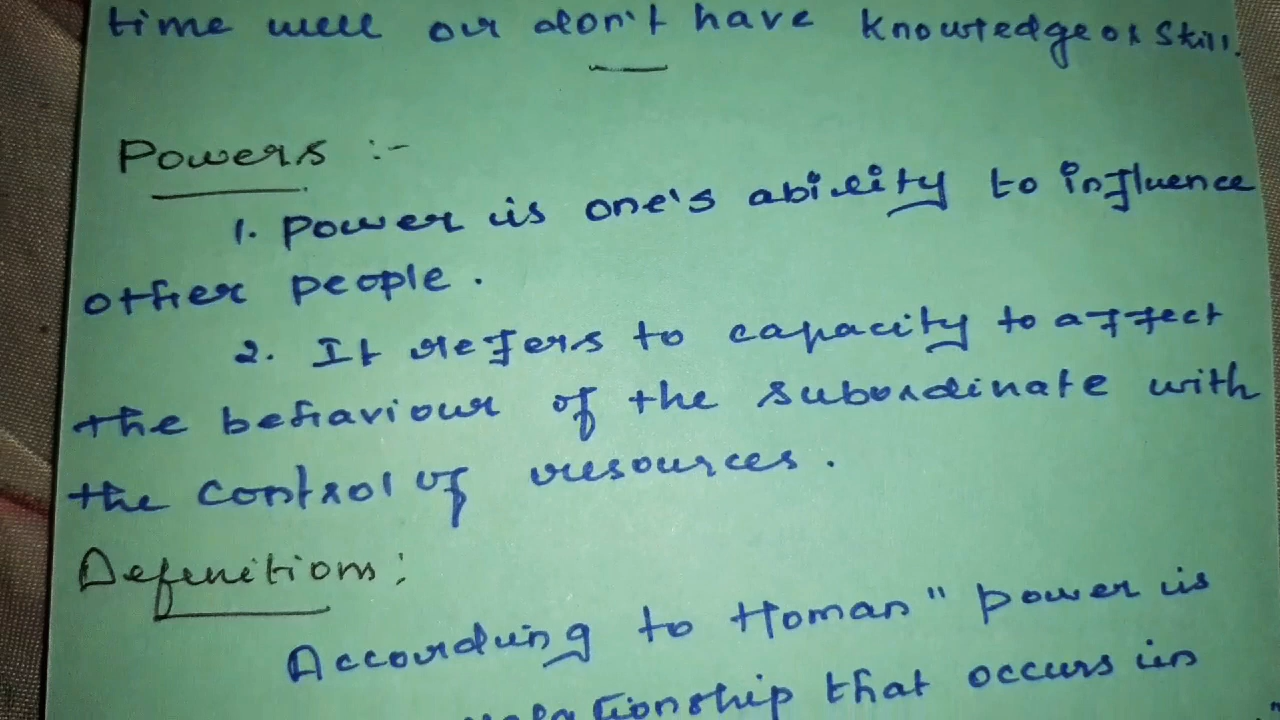 time well or don't have knowledge or skill.
Powers :-
1. Power is one's ability to influence
other people.
2. It refers to capacity to affect
the behaviour of the subordinate with
the control of resources.
Definitions:
According to Homan" power is
relationship that occurs in